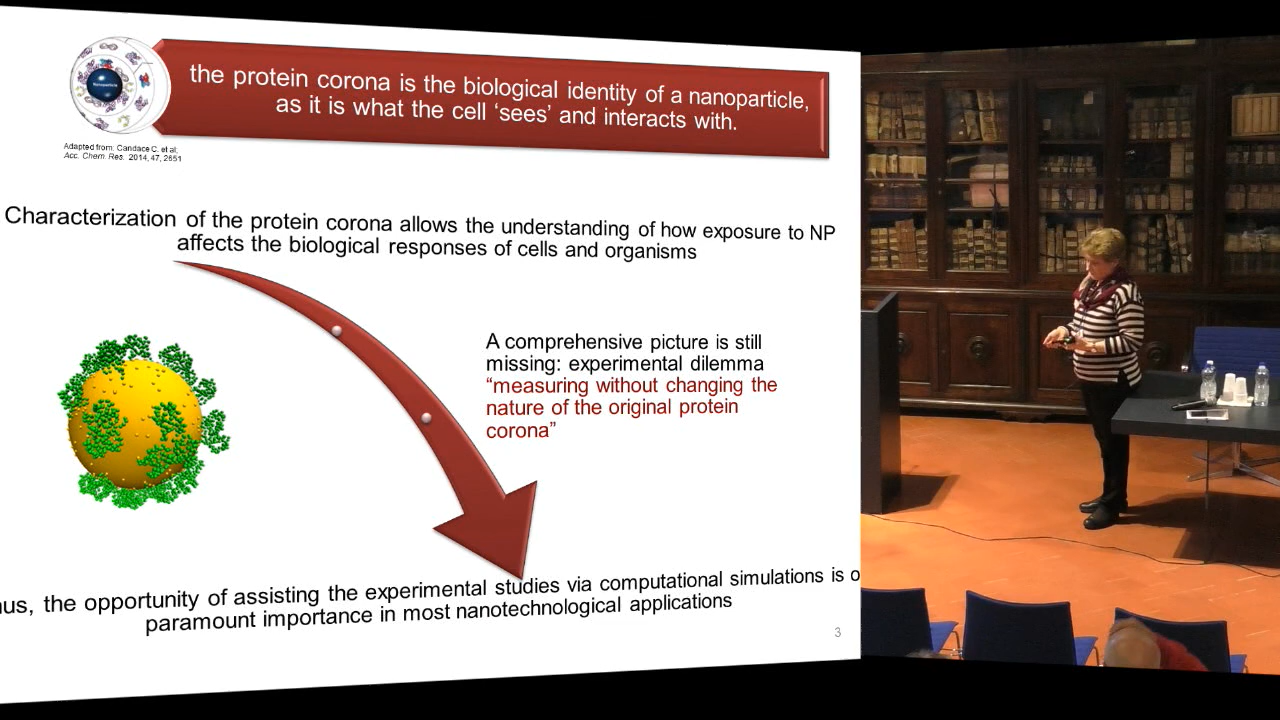 the protein corona is the biological identity of a nanoparticle,
as it is what the cell ‘sees’ and interacts with.
Nanoparticle
Adapted from: Candace C. et al;
Acc. Chem. Res. 2014, 47, 2651
Characterization of the protein corona allows the understanding of how exposure to NP
affects the biological responses of cells and organisms
A comprehensive picture is still
missing: experimental dilemma
“measuring without changing the
nature of the original protein
corona”
us, the opportunity of assisting the experimental studies via computational simulations is o
paramount importance in most nanotechnological applications
3